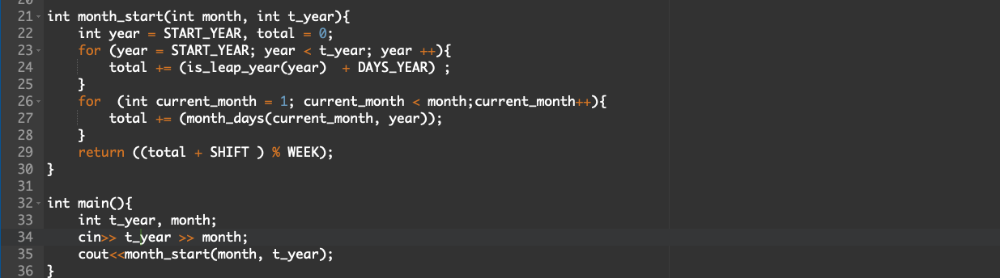 21 int month_start(int month, int t_year){
22     int year = START_YEAR, total = 0;
23     for (year = START_YEAR; year < t_year; year ++){
24         total += (is_leap_year(year)  + DAYS_YEAR) ;
25     }
26     for  (int current_month = 1; current_month < month;current_month++){
27         total += (month_days(current_month, year));
28     }
29     return ((total + SHIFT ) % WEEK);
30 }
31
32 int main(){
33     int t_year, month;
34     cin>> t_year >> month;
35     cout<<month_start(month, t_year);
36 }